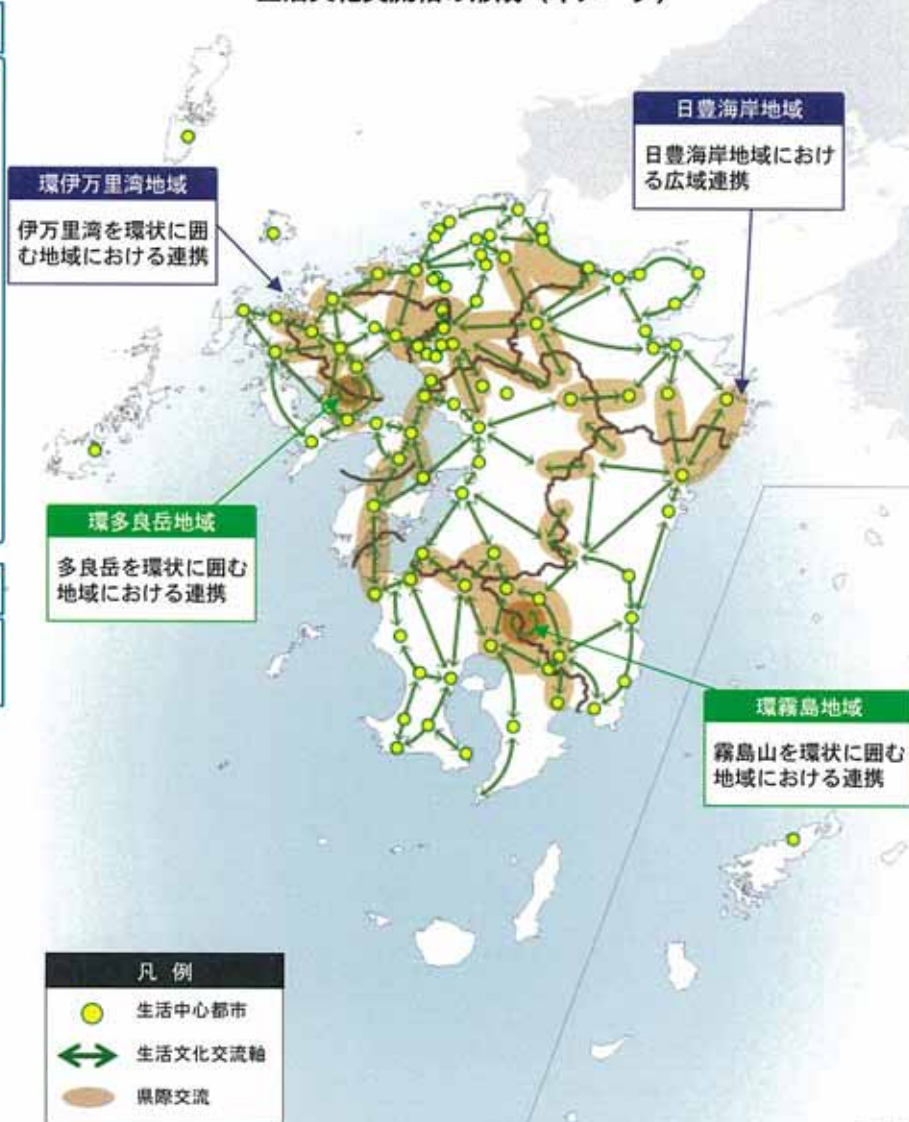 日豊海岸地域
日豊海岸地域におけ
る広域連携
環伊万里湾地域
伊万里湾を環状に囲
む地域における連携
環多良岳地域
多良岳を環状に囲む
地域における連携
環霧島地域
霧島山を環状に囲む
地域における連携
凡 例
生活中心都市
生活文化交流軸
県際交流